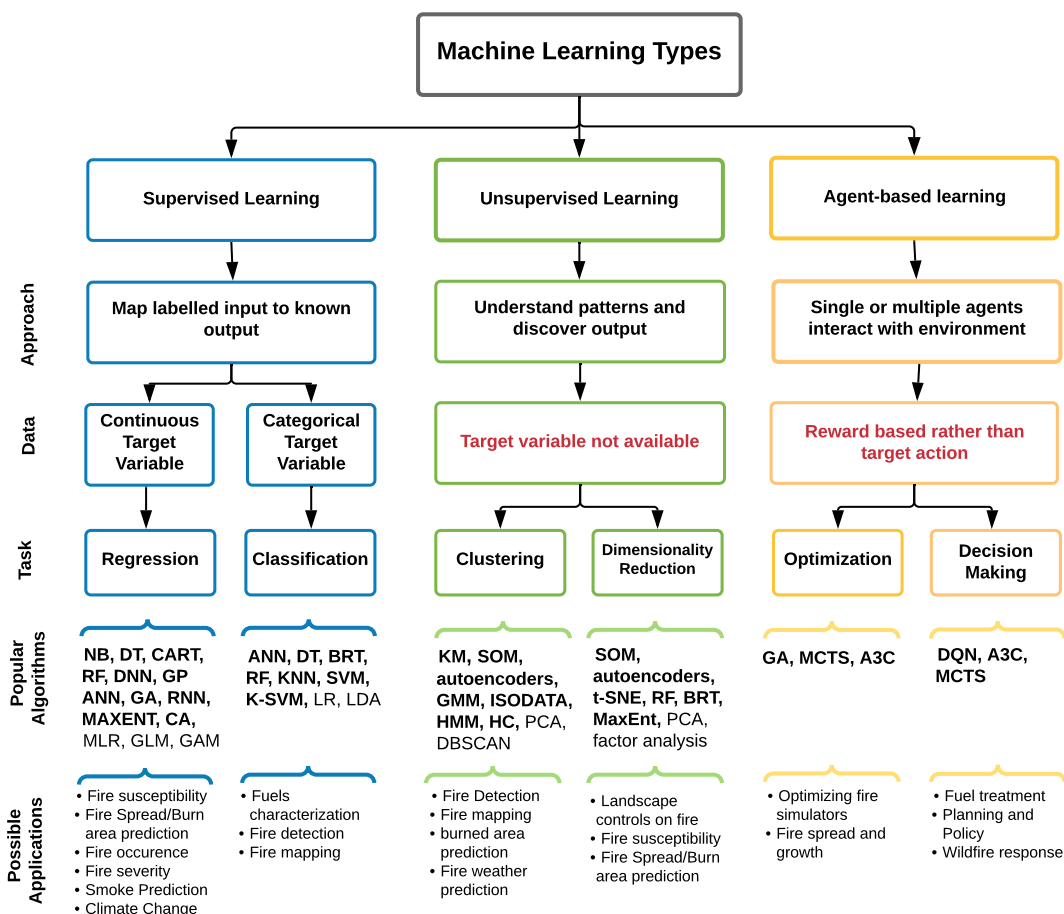 Machine Learning Types
Supervised Learning
Unsupervised Learning
Agent-based learning
Approach
Map labelled input to known
output
Understand patterns and
discover output
Single or multiple agents
interact with environment
Data
Continuous
Target
Variable
Categorical
Target
Variable
Target variable not available
Reward based rather than
target action
Task
Regression
Classification
Clustering
Dimensionality
Reduction
Optimization
Decision
Making
Popular
Algorithms
NB, DT, CART,
RF, DNN, GP
ANN, GA, RNN,
MAXENT, CA,
MLR, GLM, GAM
ANN, DT, BRT,
RF, KNN, SVM,
K-SVM, LR, LDA
KM, SOM,
autoencoders,
GMM, ISODATA,
HMM, HC, PCA,
DBSCAN
SOM,
autoencoders,
t-SNE, RF, BRT,
MaxEnt, PCA,
factor analysis
GA, MCTS, A3C
DQN, A3C,
MCTS
Possible
Applications
• Fire susceptibility
• Fire Spread/Burn
area prediction
• Fire occurence
• Fire severity
• Smoke Prediction
• Climate Change
• Fuels
characterization
• Fire detection
• Fire mapping
• Fire Detection
• Fire mapping
• burned area
prediction
• Fire weather
prediction
• Landscape
controls on fire
• Fire susceptibility
• Fire Spread/Burn
area prediction
• Optimizing fire
simulators
• Fire spread and
growth
• Fuel treatment
• Planning and
Policy
• Wildfire response